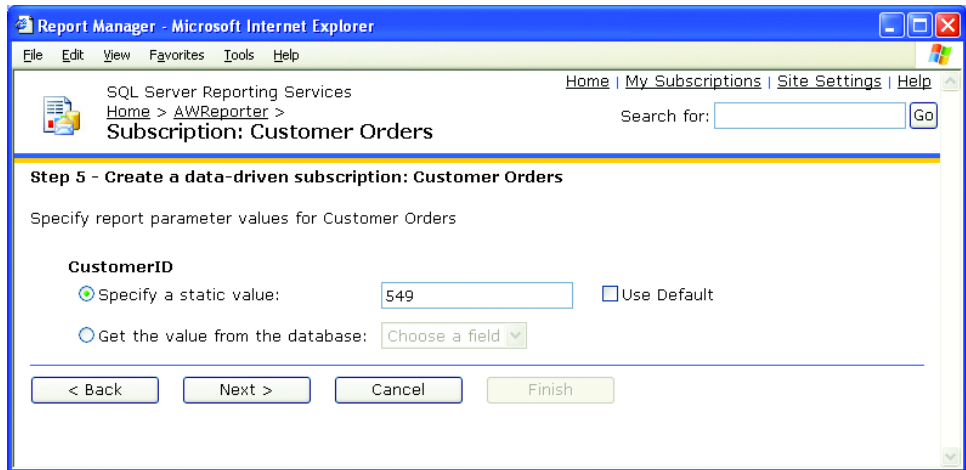 Report Manager - Microsoft Internet Explorer
File Edit View Favorites Tools Help
SQL Server Reporting Services
Home > AWReporter >
Subscription: Customer Orders
Home | My Subscriptions | Site Settings | Help
Search for: Go
Step 5 - Create a data-driven subscription: Customer Orders
Specify report parameter values for Customer Orders
CustomerID
Specify a static value: 549 Use Default
Get the value from the database: Choose a field
< Back Next > Cancel Finish